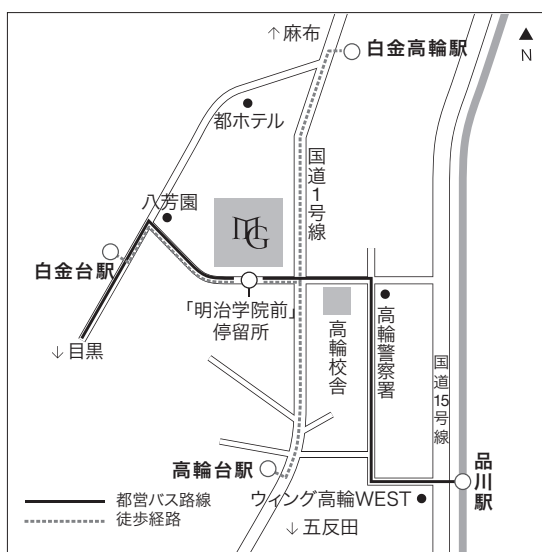 ↑麻布
白金高輪駅
N
都ホテル
国道1号線
八芳園
MG
白金台駅
「明治学院前」
停留所
高輪校舎
高輪警察署
↓目黒
国道15号線
高輪台駅
品川駅
都営バス路線
徒歩経路
ウィング高輪WEST
↓五反田